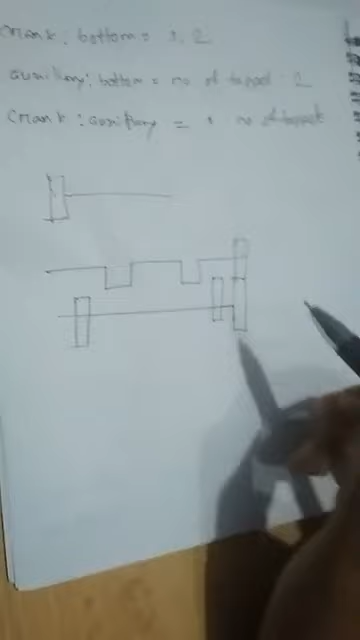 crank : bottom = 1 : 2
auxiliary : bottom = no of tappet : 2
crank : auxiliary = 1 no of tappet